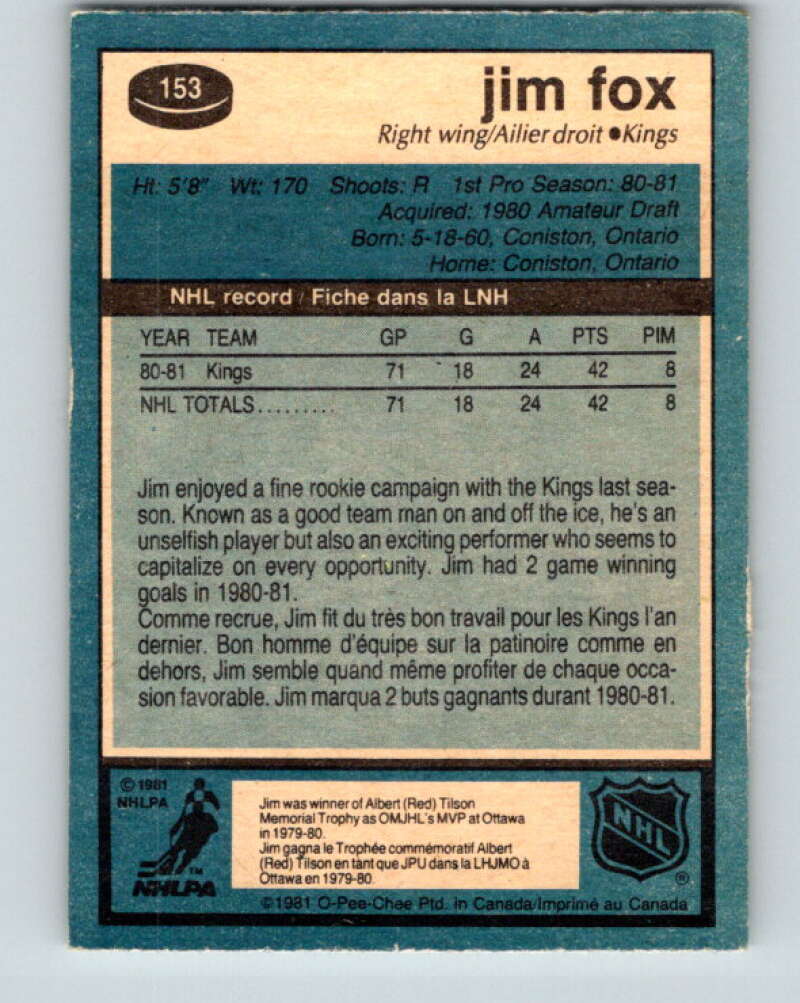 153
jim fox
Right wing/Ailier droit ●Kings
Ht: 5'8" Wt: 170 Shoots: R 1st Pro Season: 80-81
Acquired: 1980 Amateur Draft
Born: 5-18-60, Coniston, Ontario
Home: Coniston, Ontario
NHL record / Fiche dans la LNH
YEAR TEAM GP G A PTS PIM
80-81 Kings 71 18 24 42 8
NHL TOTALS......... 71 18 24 42 8
Jim enjoyed a fine rookie campaign with the Kings last sea-
son. Known as a good team man on and off the ice, he's an
unselfish player but also an exciting performer who seems to
capitalize on every opportunity. Jim had 2 game winning
goals in 1980-81.
Comme recrue, Jim fit du très bon travail pour les Kings l'an
dernier. Bon homme d'équipe sur la patinoire comme en
dehors, Jim semble quand même profiter de chaque occa-
sion favorable. Jim marqua 2 buts gagnants durant 1980-81.
© 1981
NHLPA
TM
NHLPA
Jim was winner of Albert (Red) Tilson
Memorial Trophy as OMJHL's MVP at Ottawa
in 1979-80.
Jim gagna le Trophée commémoratif Albert
(Red) Tilson en tant que JPU dans la LHJMO à
Ottawa en 1979-80.
NHL
®
©1981 O-Pee-Chee Ptd. in Canada/Imprimé au Canada